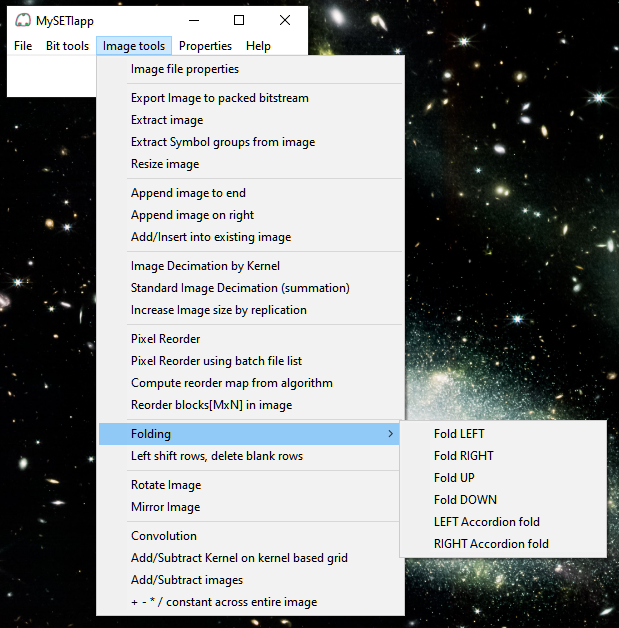 MySETIapp
File Bit tools Image tools Properties Help
Image file properties
Export Image to packed bitstream
Extract image
Extract Symbol groups from image
Resize image
Append image to end
Append image on right
Add/Insert into existing image
Image Decimation by Kernel
Standard Image Decimation (summation)
Increase Image size by replication
Pixel Reorder
Pixel Reorder using batch file list
Compute reorder map from algorithm
Reorder blocks[MxN] in image
Folding
Left shift rows, delete blank rows
Rotate Image
Mirror Image
Convolution
Add/Subtract Kernel on kernel based grid
Add/Subtract images
+ - * / constant across entire image
Fold LEFT
Fold RIGHT
Fold UP
Fold DOWN
LEFT Accordion fold
RIGHT Accordion fold